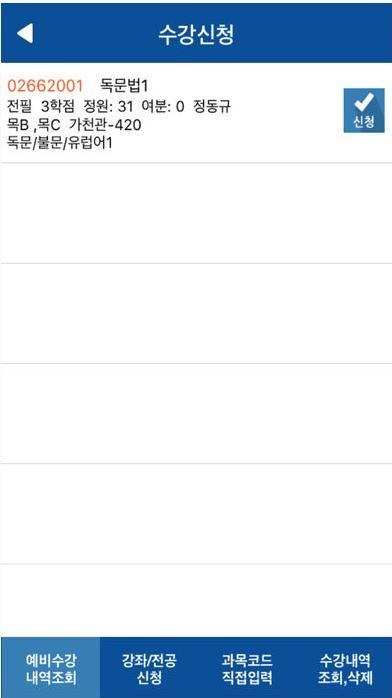 수강신청
02662001 독문법1
전필 3학점 정원: 31 여분: 0 정동규
목B ,목C 가천관-420
독문/불문/유럽어1
신청
예비수강
내역조회
강좌/전공
신청
과목코드
직접입력
수강내역
조회,삭제